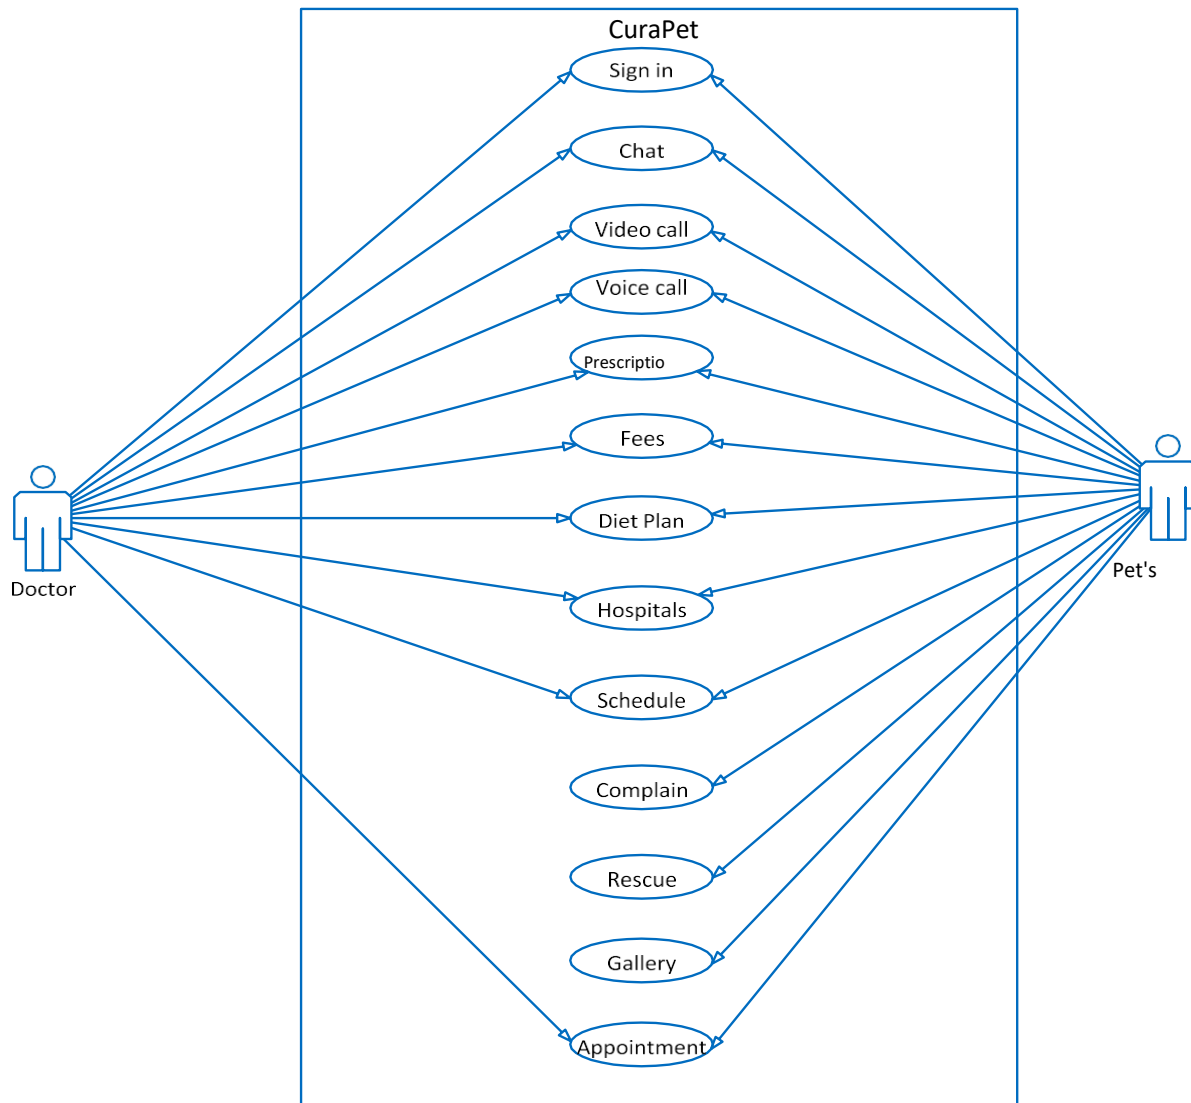 CuraPet
Sign in
Chat
Video call
Voice call
Prescriptio
Fees
Diet Plan
Doctor
Pet's
Hospitals
Schedule
Complain
Rescue
Gallery
Appointment